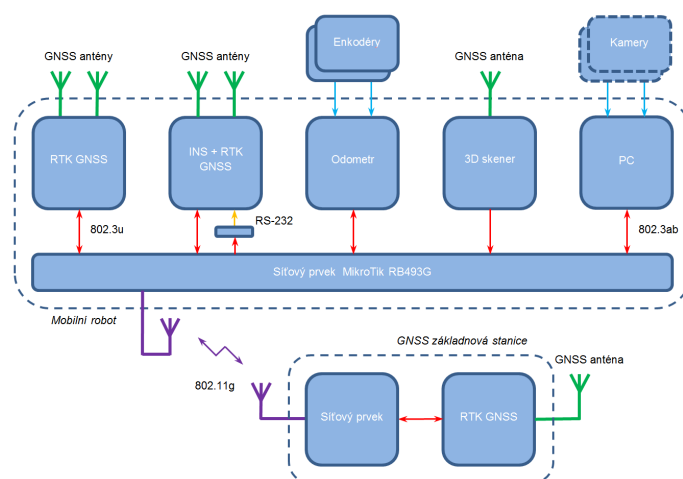 Enkodéry
Kamery
GNSS antény
GNSS antény
GNSS anténa
RTK GNSS
INS + RTK
GNSS
Odometr
3D skener
PC
802.3u
RS-232
802.3ab
Síťový prvek MikroTik RB493G
Mobilní robot
GNSS základnová stanice
GNSS anténa
802.11g
Síťový prvek
RTK GNSS